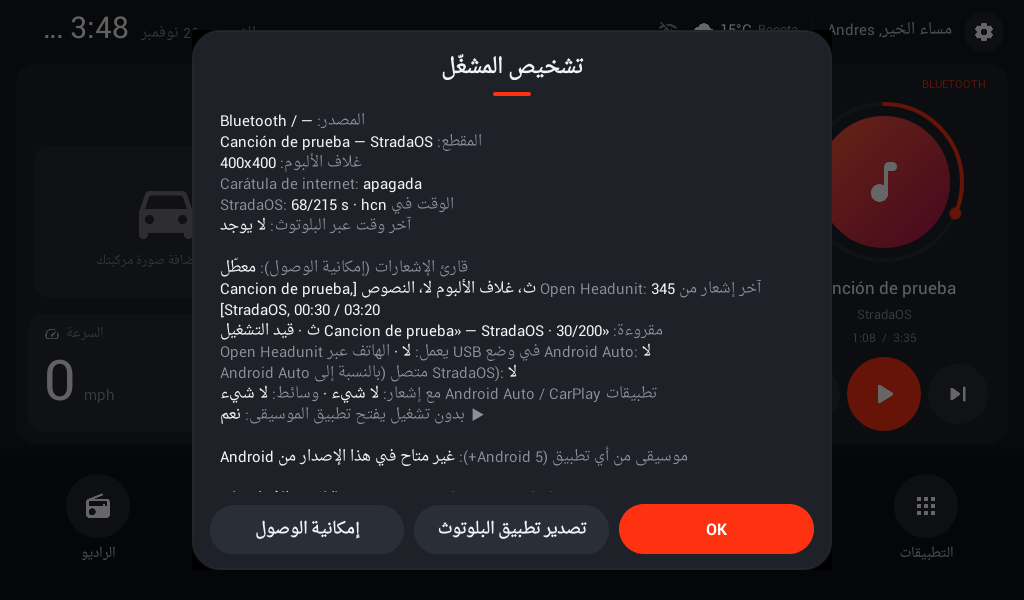 ... 3:48
15°C Bogota
مساء الخير, Andres
تشخيص المشغّل
المصدر: Bluetooth / —
المقطع: Canción de prueba — StradaOS
غلاف الألبوم: 400x400
Carátula de internet: apagada
الوقت في StradaOS: 68/215 s · hcn
آخر وقت عبر البلوتوث: لا يوجد
قارئ الإشعارات (إمكانية الوصول): معطّل
آخر إشعار من Open Headunit: 345 ث، غلاف الألبوم لا، النصوص [Cancion de prueba,
StradaOS, 00:30 / 03:20]
مقروءة: «Cancion de prueba» — StradaOS · 30/200 ث · قيد التشغيل
Android Auto في وضع USB يعمل: لا · الهاتف عبر Open Headunit: لا
Android Auto متصل (بالنسبة إلى StradaOS): لا
تطبيقات Android Auto / CarPlay مع إشعار: لا شيء · وسائط: لا شيء
▶ بدون تشغيل يفتح تطبيق الموسيقى: نعم
موسيقى من أي تطبيق (Android 5+): غير متاح في هذا الإصدار من Android
إمكانية الوصول
تصدير تطبيق البلوتوث
OK
BLUETOOTH
nción de prueba
StradaOS
1:08 / 3:35
ضافة صورة مركبتك
السرعة
0 mph
الراديو
التطبيقات